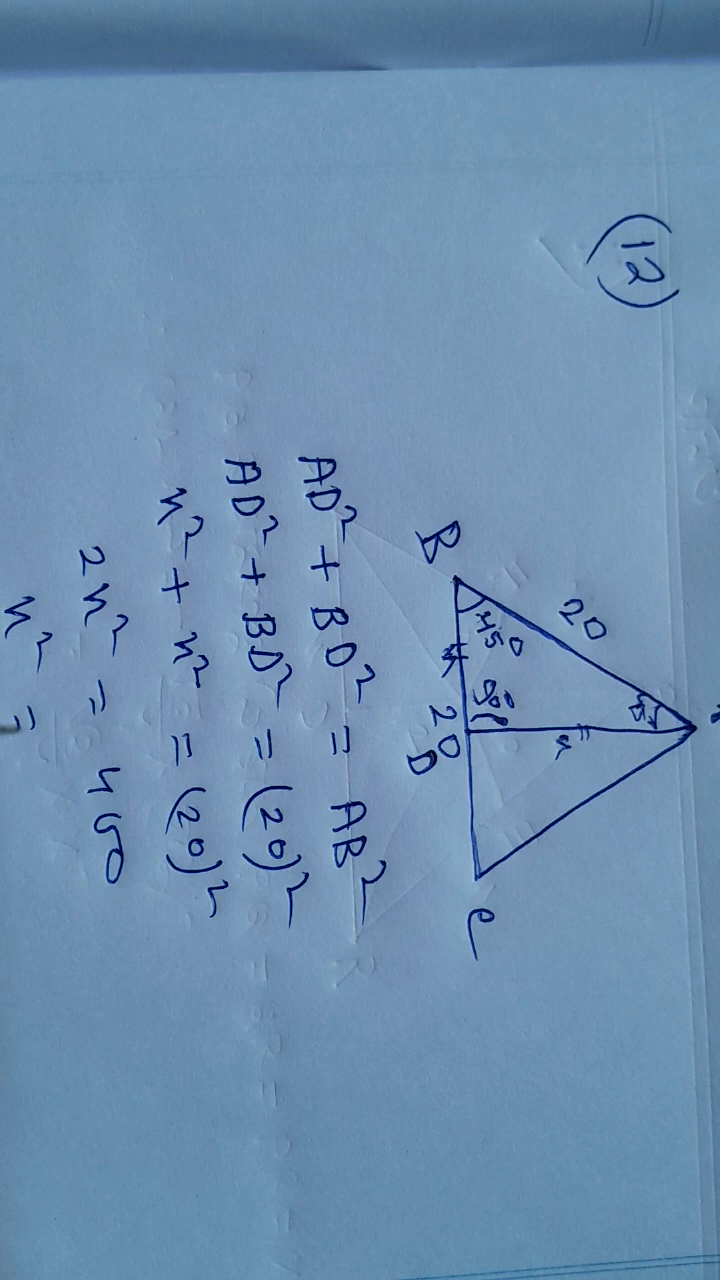 (12)
20
45°
45
90°
x
x
B
20
D
C
AD² + BD² = AB²
AD² + BD² = (20)²
x² + x² = (20)²
2x² = 400
x² =